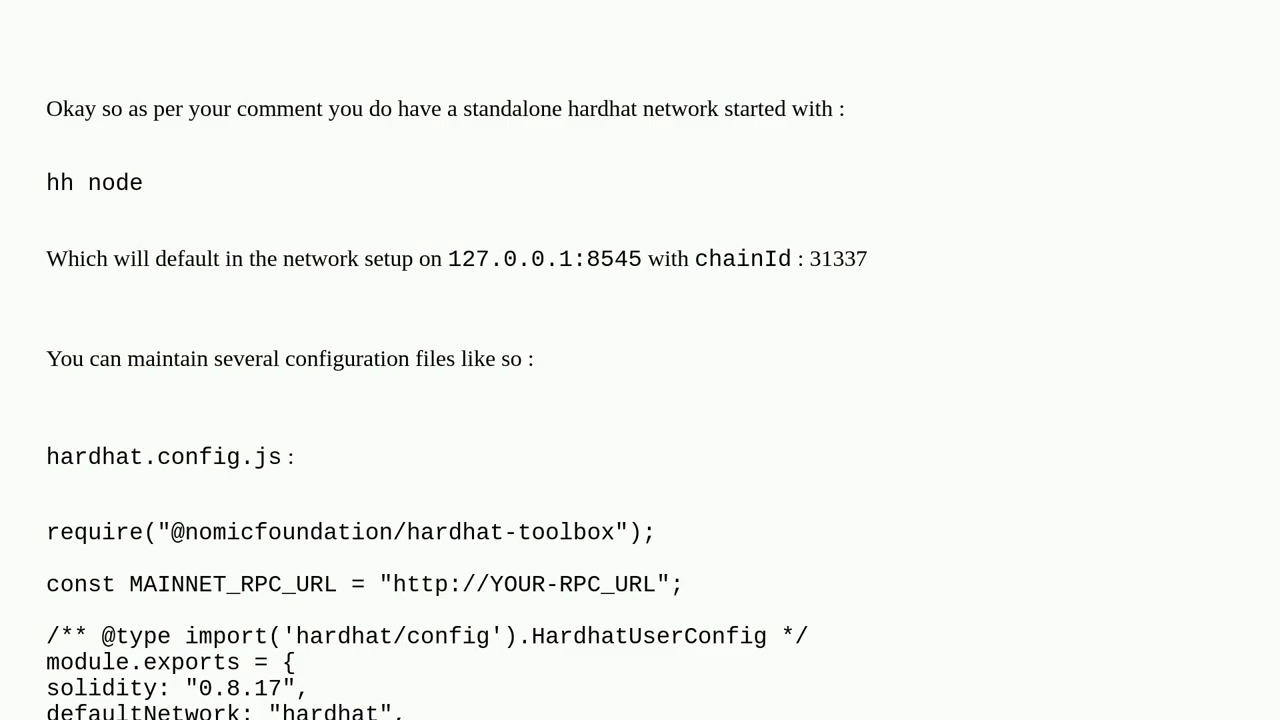 Okay so as per your comment you do have a standalone hardhat network started with :
hh node
Which will default in the network setup on 127.0.0.1:8545 with chainId : 31337
You can maintain several configuration files like so :
hardhat.config.js :
require("@nomicfoundation/hardhat-toolbox");
const MAINNET_RPC_URL = "http://YOUR-RPC_URL";
/** @type import('hardhat/config').HardhatUserConfig */
module.exports = {
solidity: "0.8.17",
defaultNetwork: "hardhat",